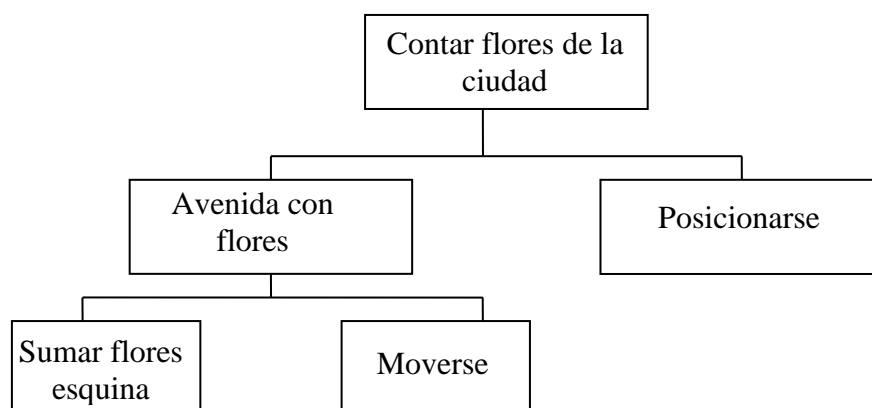 Contar flores de la
ciudad
Avenida con
flores
Posicionarse
Sumar flores
esquina
Moverse